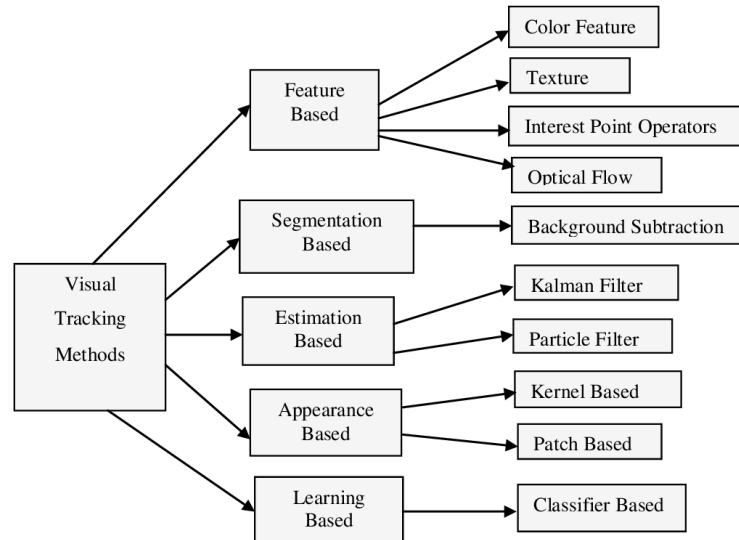 Visual
Tracking
Methods
Feature
Based
Color Feature
Texture
Interest Point Operators
Optical Flow
Segmentation
Based
Background Subtraction
Estimation
Based
Kalman Filter
Particle Filter
Appearance
Based
Kernel Based
Patch Based
Learning
Based
Classifier Based